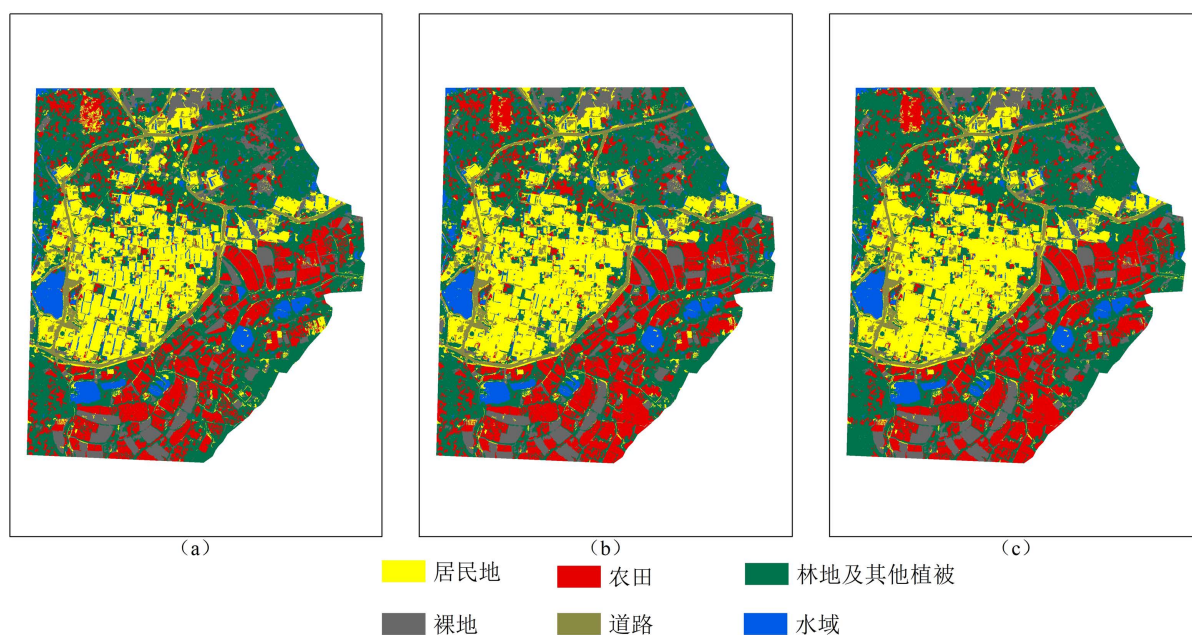 （a） （b） （c）
居民地 农田 林地及其他植被
裸地 道路 水域